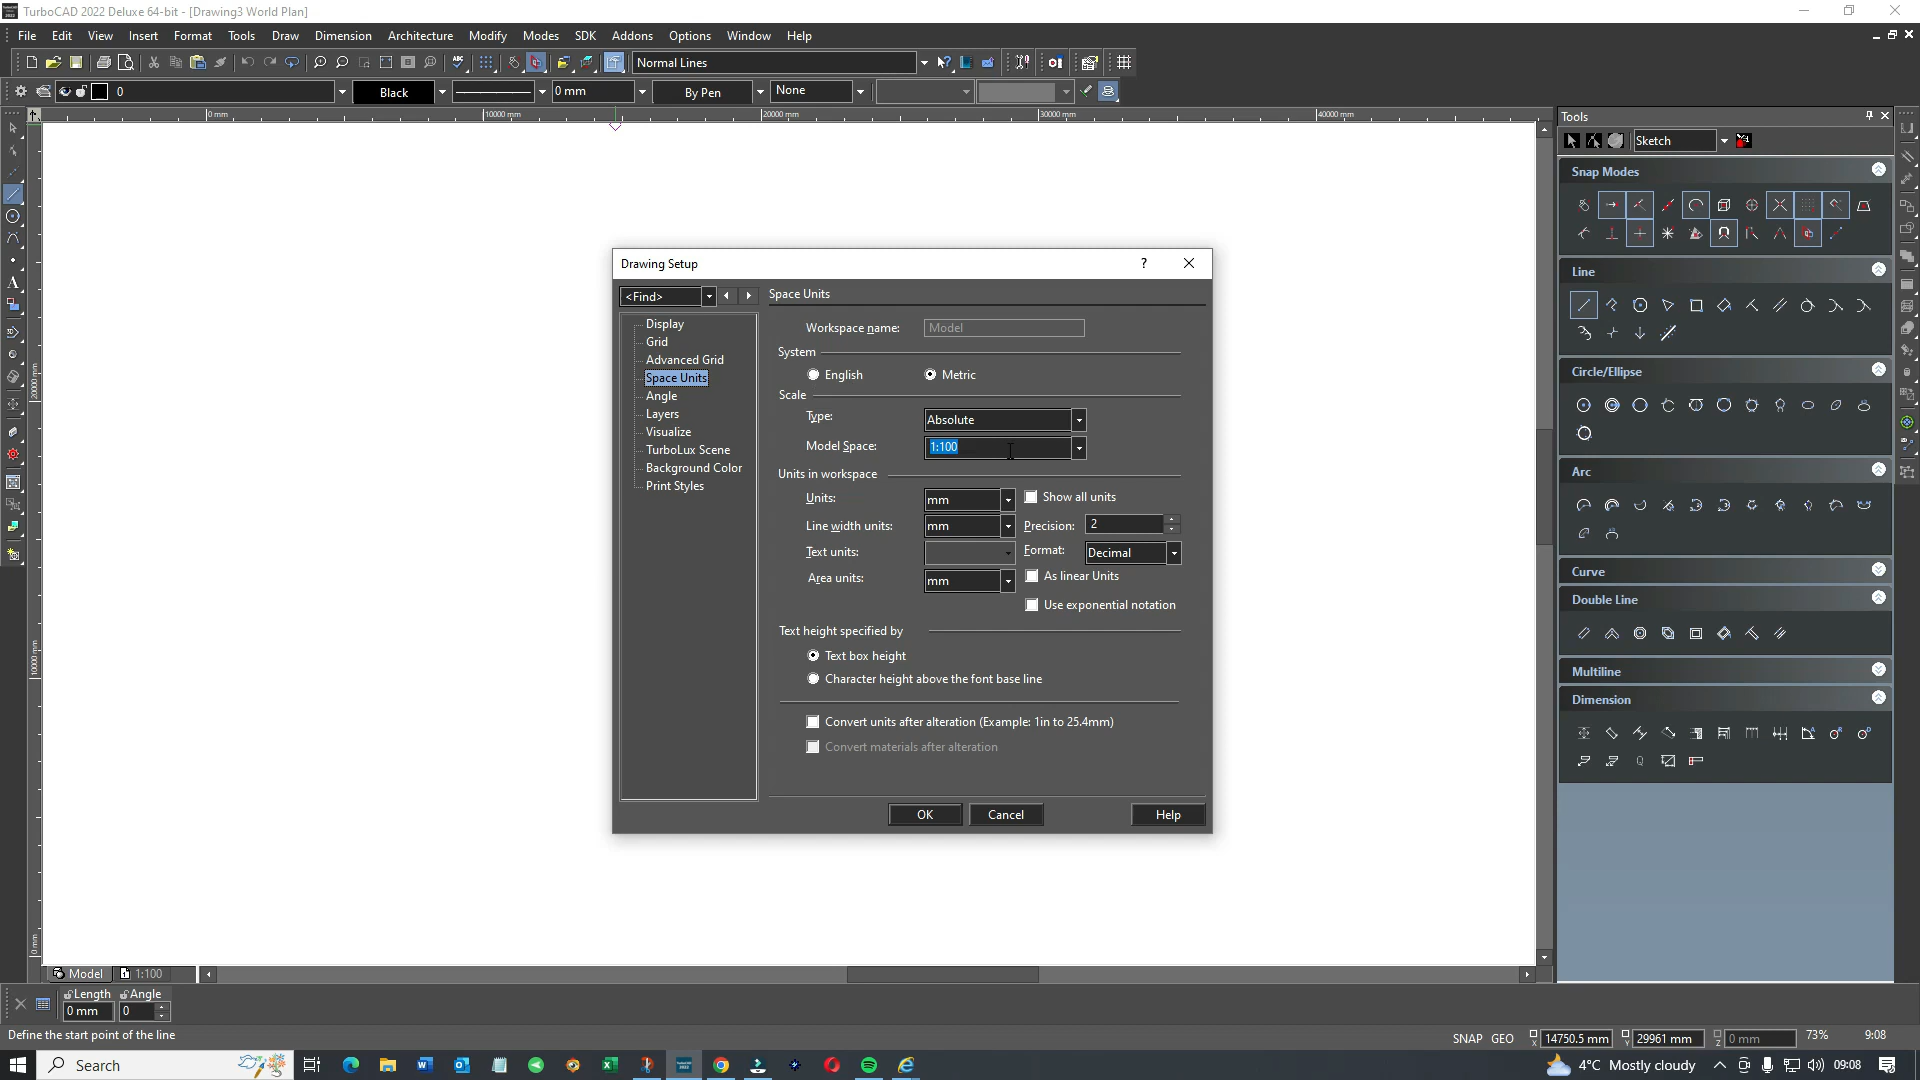 TurboCAD 2022 Deluxe 64-bit - [Drawing3 World Plan]
File Edit View Insert Format Tools Draw Dimension Architecture Modify Modes SDK Addons Options Window Help
Normal Lines
0 Black 0 mm By Pen None
0 mm 10000 mm 20000 mm 30000 mm 40000 mm
Tools
Sketch
Snap Modes
Line
Circle/Ellipse
Arc
Curve
Double Line
Multiline
Dimension
20000 mm
10000 mm
0 mm
Drawing Setup
<Find>
Display
Grid
Advanced Grid
Space Units
Angle
Layers
Visualize
TurboLux Scene
Background Color
Print Styles
Space Units
Workspace name: Model
System
English Metric
Scale
Type: Absolute
Model Space: 1:100
Units in workspace
Units: mm Show all units
Line width units: mm Precision: 2
Text units: Format: Decimal
Area units: mm As linear Units
Use exponential notation
Text height specified by
Text box height
Character height above the font base line
Convert units after alteration (Example: 1in to 25.4mm)
Convert materials after alteration
OK Cancel Help
Model 1:100
Length Angle
0 mm 0
Define the start point of the line
SNAP GEO X 14750.5 mm Y 29961 mm Z 0 mm 73% 9:08
Search
4°C Mostly cloudy 09:08